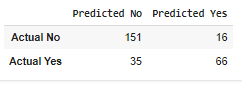 Predicted No Predicted Yes
Actual No 151 16
Actual Yes 35 66